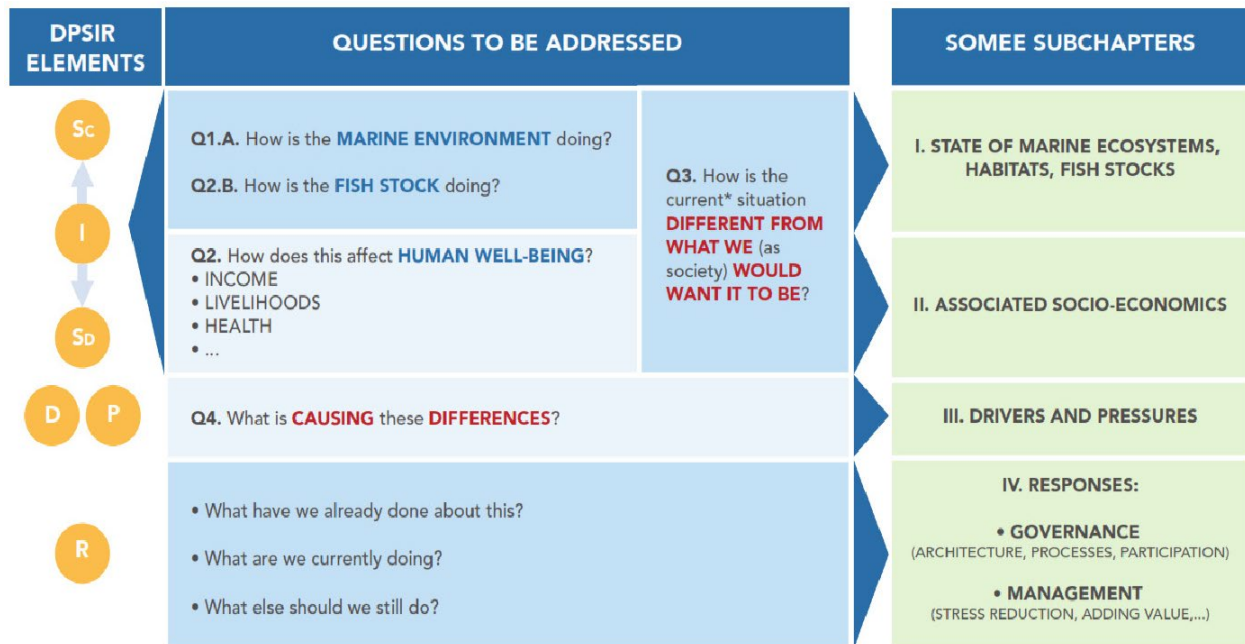 DPSIR
ELEMENTS
QUESTIONS TO BE ADDRESSED
SOMEE SUBCHAPTERS
Sc
I
SD
D
P
R
Q1.A. How is the MARINE ENVIRONMENT doing?
Q2.B. How is the FISH STOCK doing?
Q2. How does this affect HUMAN WELL-BEING?
• INCOME
• LIVELIHOODS
• HEALTH
• ...
Q3. How is the
current* situation
DIFFERENT FROM
WHAT WE (as
society) WOULD
WANT IT TO BE?
Q4. What is CAUSING these DIFFERENCES?
• What have we already done about this?
• What are we currently doing?
• What else should we still do?
I. STATE OF MARINE ECOSYSTEMS,
HABITATS, FISH STOCKS
II. ASSOCIATED SOCIO-ECONOMICS
III. DRIVERS AND PRESSURES
IV. RESPONSES:
• GOVERNANCE
(ARCHITECTURE, PROCESSES, PARTICIPATION)
• MANAGEMENT
(STRESS REDUCTION, ADDING VALUE,...)